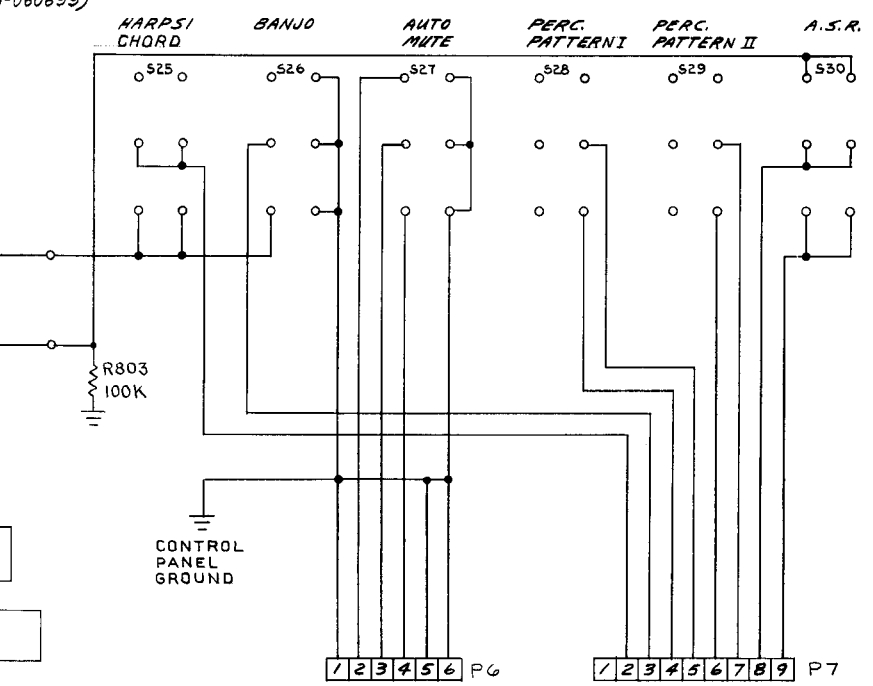 -060699)
HARPSI BANJO AUTO PERC. PERC. A.S.R.
CHORD MUTE PATTERN I PATTERN II
S25 S26 S27 S28 S29 S30
R803
100K
CONTROL
PANEL
GROUND
1 2 3 4 5 6 P6
1 2 3 4 5 6 7 8 9 P7